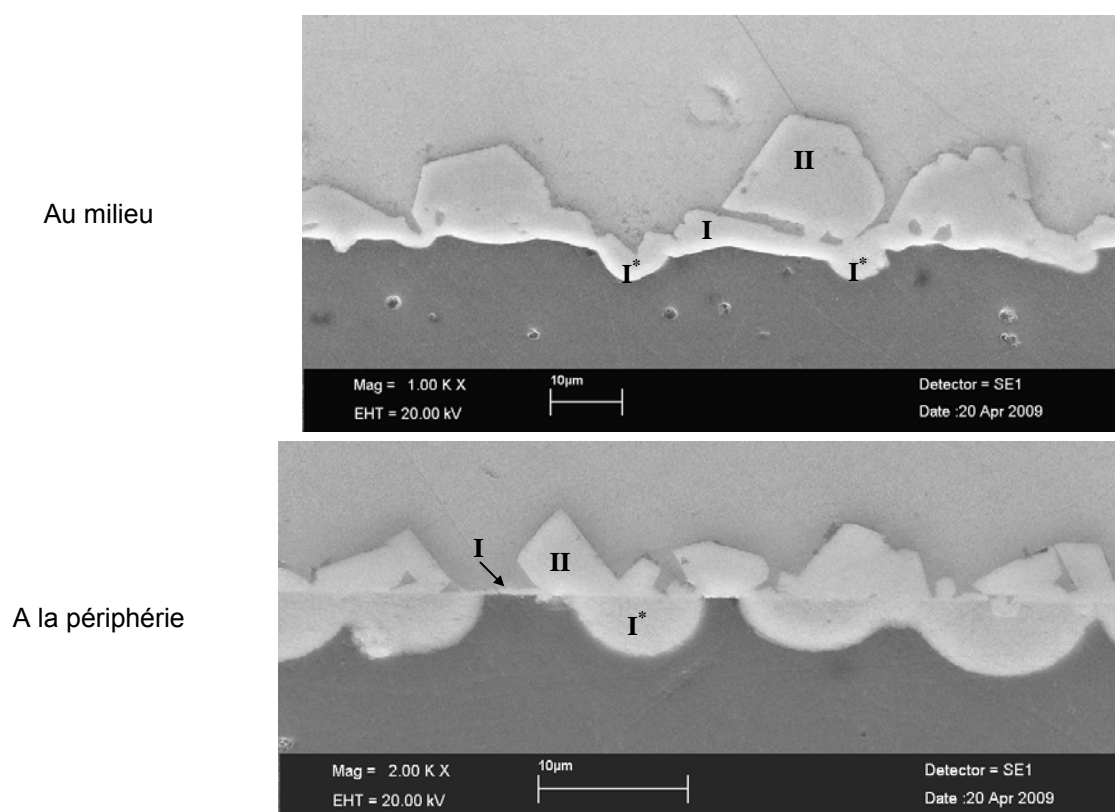 Au milieu
II
I
I*
I*
10µm
Mag = 1.00 K X
Detector = SE1
EHT = 20.00 kV
Date :20 Apr 2009
I
II
I*
A la périphérie
10µm
Mag = 2.00 K X
Detector = SE1
EHT = 20.00 kV
Date :20 Apr 2009